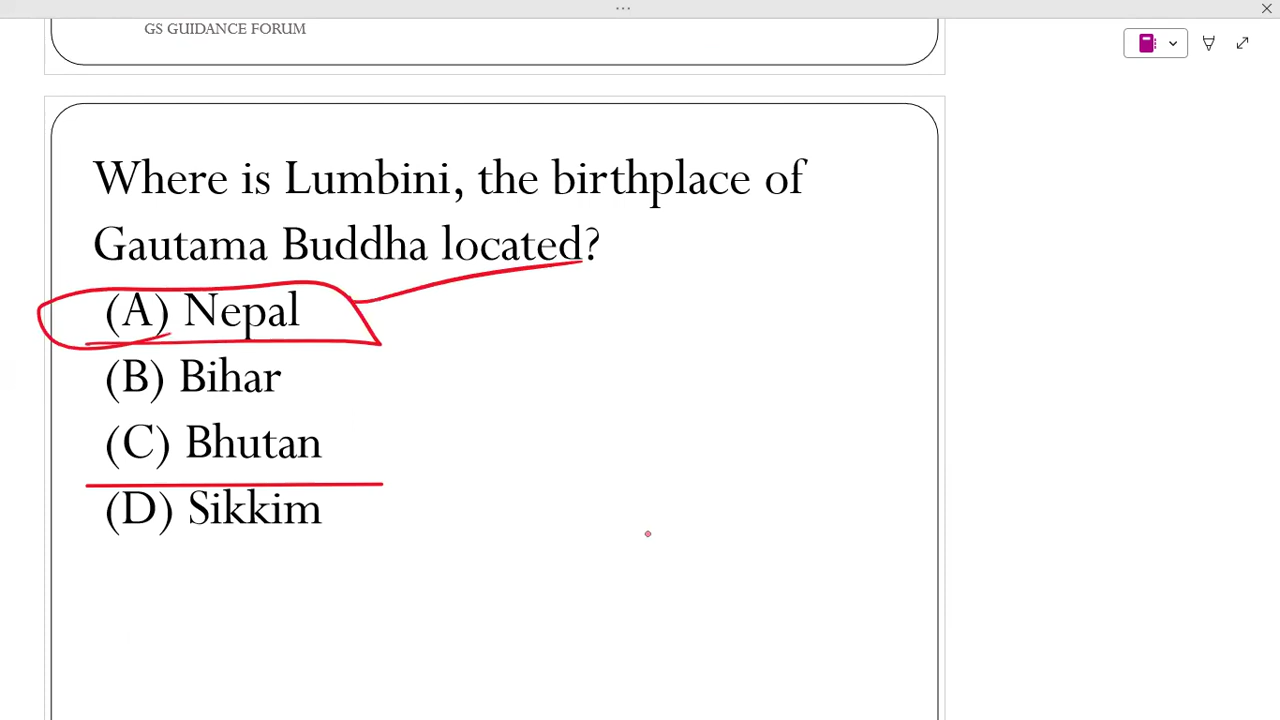 GS GUIDANCE FORUM
Where is Lumbini, the birthplace of
Gautama Buddha located?
(A) Nepal
(B) Bihar
(C) Bhutan
(D) Sikkim